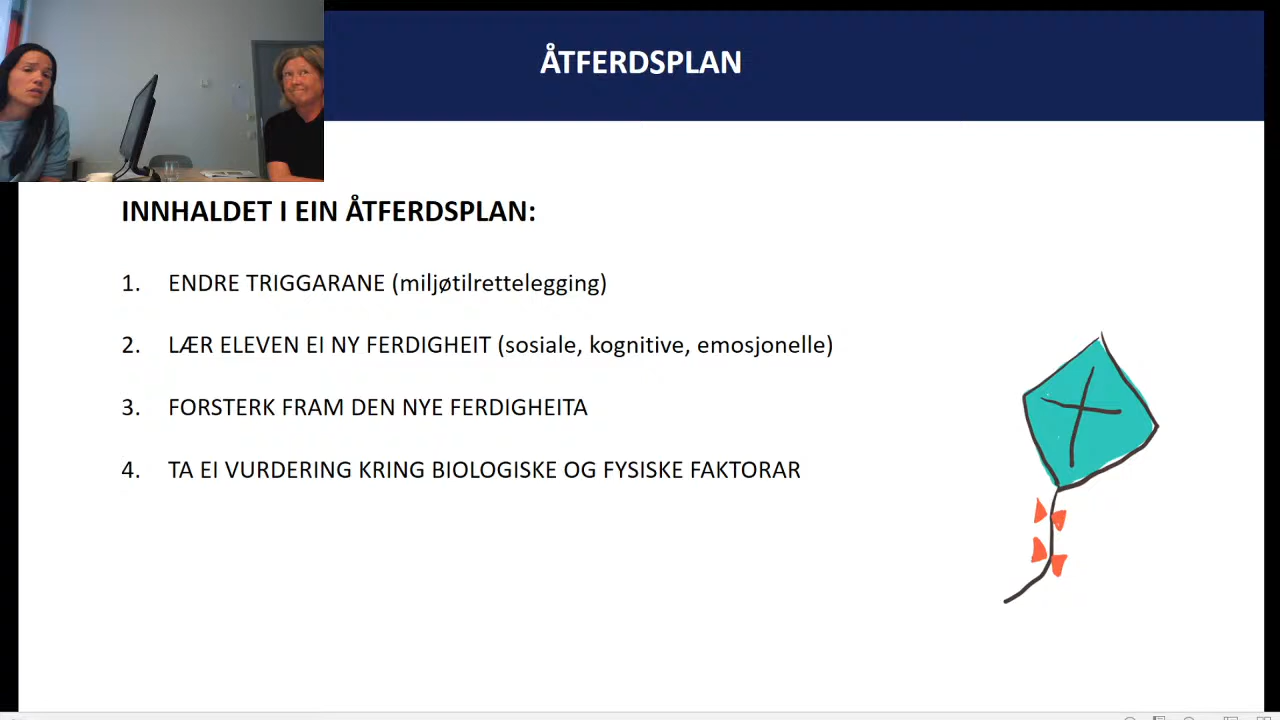 ÅTFERDSPLAN
INNHALDET I EIN ÅTFERDSPLAN:
1. ENDRE TRIGGARANE (miljøtilrettelegging)
2. LÆR ELEVEN EI NY FERDIGHEIT (sosiale, kognitive, emosjonelle)
3. FORSTERK FRAM DEN NYE FERDIGHEITA
4. TA EI VURDERING KRING BIOLOGISKE OG FYSISKE FAKTORAR